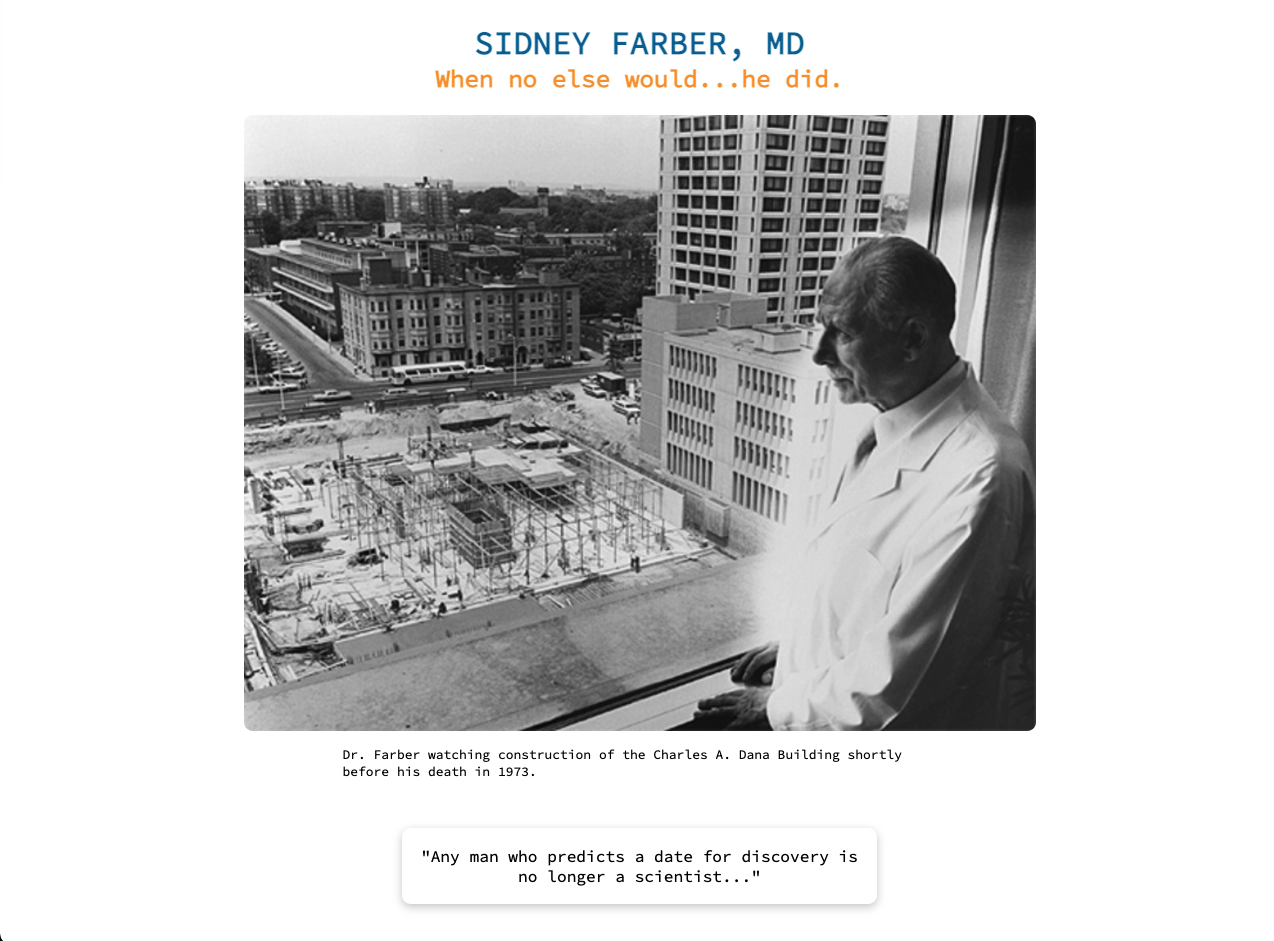 SIDNEY FARBER, MD
When no else would...he did.
Dr. Farber watching construction of the Charles A. Dana Building shortly
before his death in 1973.
"Any man who predicts a date for discovery is
no longer a scientist..."